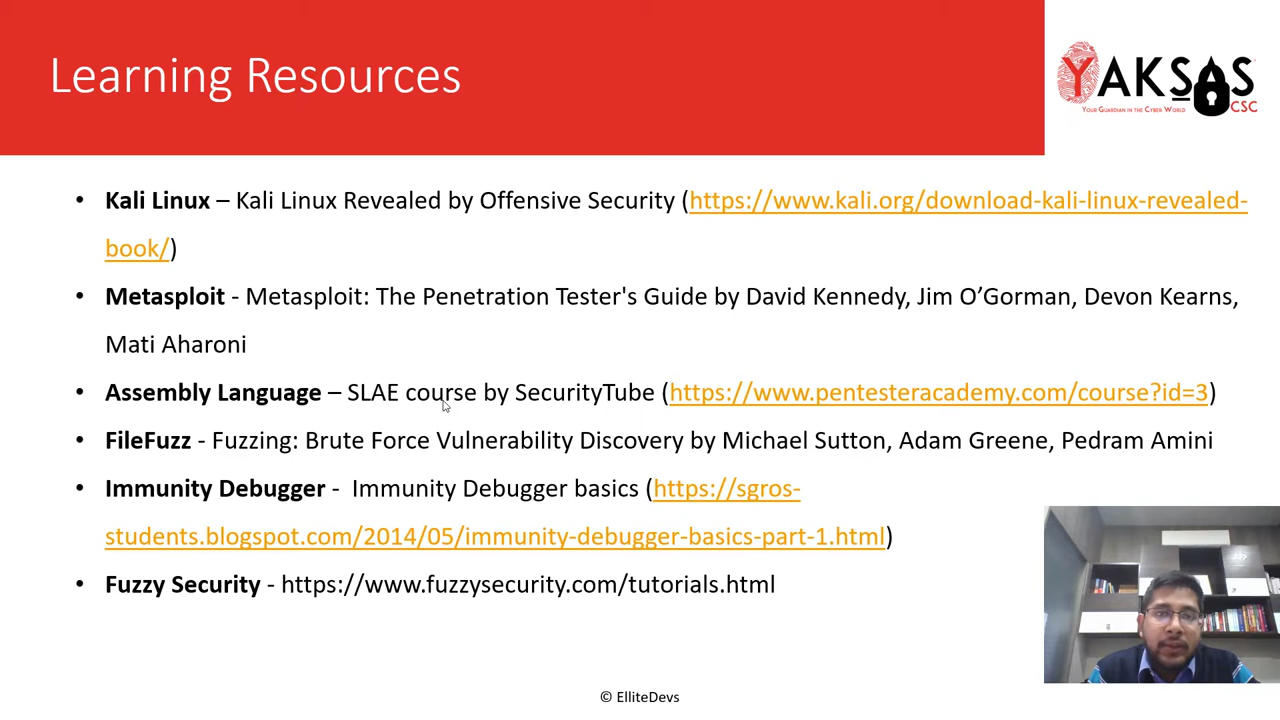 Learning Resources
YAKSAS
CSC
YOUR GUARDIAN IN THE CYBER WORLD
• Kali Linux – Kali Linux Revealed by Offensive Security (https://www.kali.org/download-kali-linux-revealed-
book/)
• Metasploit - Metasploit: The Penetration Tester's Guide by David Kennedy, Jim O’Gorman, Devon Kearns,
Mati Aharoni
• Assembly Language – SLAE course by SecurityTube (https://www.pentesteracademy.com/course?id=3)
• FileFuzz - Fuzzing: Brute Force Vulnerability Discovery by Michael Sutton, Adam Greene, Pedram Amini
• Immunity Debugger - Immunity Debugger basics (https://sgros-
students.blogspot.com/2014/05/immunity-debugger-basics-part-1.html)
• Fuzzy Security - https://www.fuzzysecurity.com/tutorials.html
© ElliteDevs